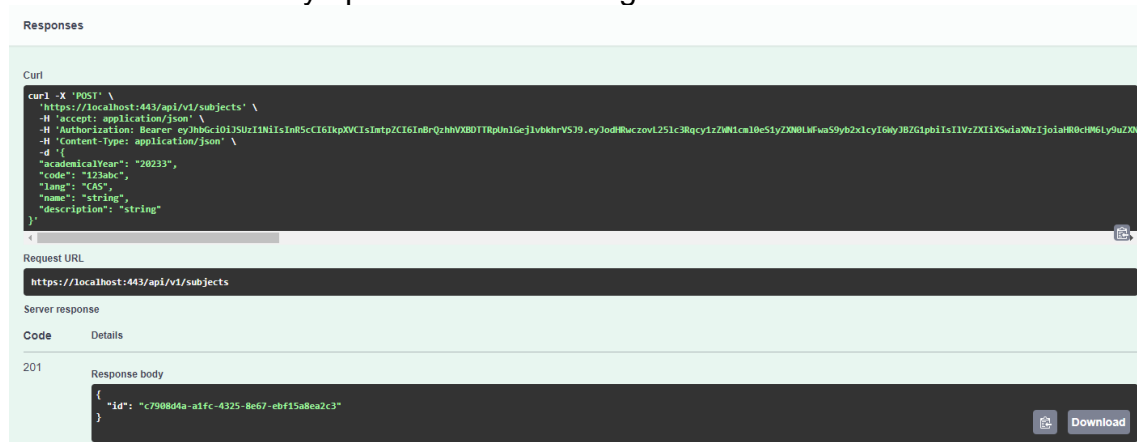 Responses
Curl
curl -X 'POST' \
'https://localhost:443/api/v1/subjects' \
-H 'accept: application/json' \
-H 'Authorization: Bearer
-H 'Content-Type: application/json' \
-d '{
"academicalYear": "20233",
"code": "123abc",
"lang": "CAS",
"name": "string",
"description": "string"
}'
Request URL
https://localhost:443/api/v1/subjects
Server response
Code Details
201
Response body
{
"id": "c7908d4a-a1fc-4325-8e67-ebf15a8ea2c3"
}
Download